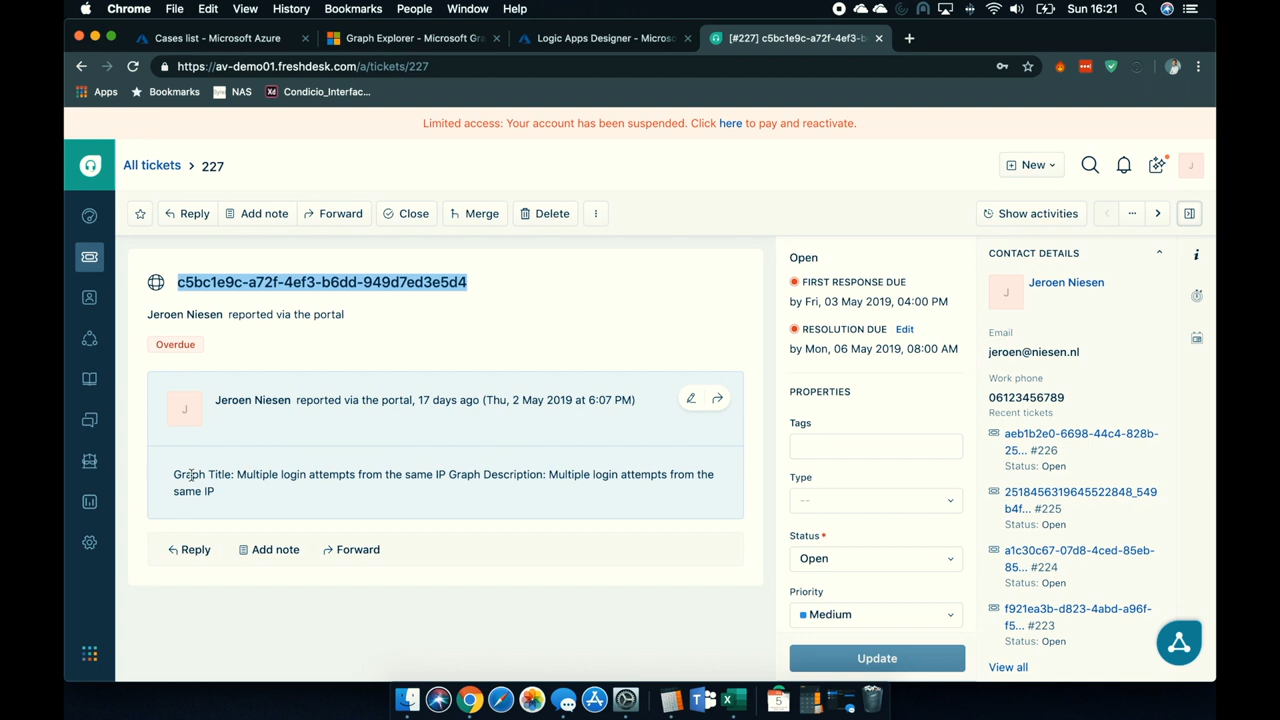 Chrome File Edit View History Bookmarks People Window Help Sun 16:21
Cases list - Microsoft Azure Graph Explorer - Microsoft Gra Logic Apps Designer - Microso [#227] c5bc1e9c-a72f-4ef3-b
https://av-demo01.freshdesk.com/a/tickets/227
Apps Bookmarks NAS Condicio_Interfac...
Limited access: Your account has been suspended. Click here to pay and reactivate.
All tickets > 227
New
J
Reply Add note Forward Close Merge Delete
Show activities
c5bc1e9c-a72f-4ef3-b6dd-949d7ed3e5d4
Jeroen Niesen reported via the portal
Overdue
J
Jeroen Niesen reported via the portal, 17 days ago (Thu, 2 May 2019 at 6:07 PM)
Graph Title: Multiple login attempts from the same IP Graph Description: Multiple login attempts from the
same IP
Reply Add note Forward
Open
FIRST RESPONSE DUE
by Fri, 03 May 2019, 04:00 PM
RESOLUTION DUE Edit
by Mon, 06 May 2019, 08:00 AM
PROPERTIES
Tags
Type
--
Status *
Open
Priority
Medium
Update
CONTACT DETAILS
J
Jeroen Niesen
Email
jeroen@niesen.nl
Work phone
06123456789
Recent tickets
aeb1b2e0-6698-44c4-828b-
25... #226
Status: Open
2518456319645522848_549
b4f... #225
Status: Open
a1c30c67-07d8-4ced-85eb-
85... #224
Status: Open
f921ea3b-d823-4abd-a96f-
f5... #223
Status: Open
View all
5